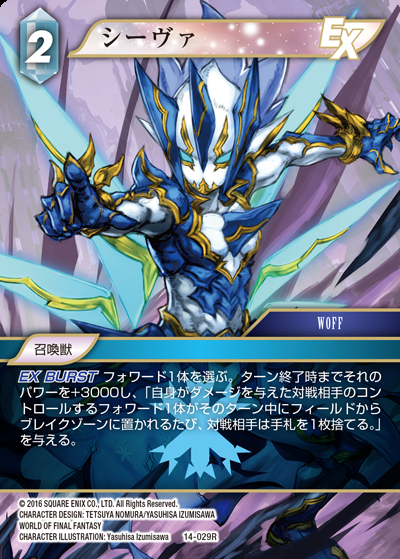 2
シーヴァ
EX
WOFF
召喚獣
EX BURST フォワード1体を選ぶ。ターン終了時までそれの
パワーを+3000し、「自身がダメージを与えた対戦相手のコン
トロールするフォワード1体がそのターン中にフィールドから
ブレイクゾーンに置かれるたび、対戦相手は手札を1枚捨てる。」
を与える。
© 2016 SQUARE ENIX CO., LTD. All Rights Reserved.
CHARACTER DESIGN: TETSUYA NOMURA/YASUHISA IZUMISAWA
WORLD OF FINAL FANTASY
CHARACTER ILLUSTRATION: Yasuhisa Izumisawa
14-029R